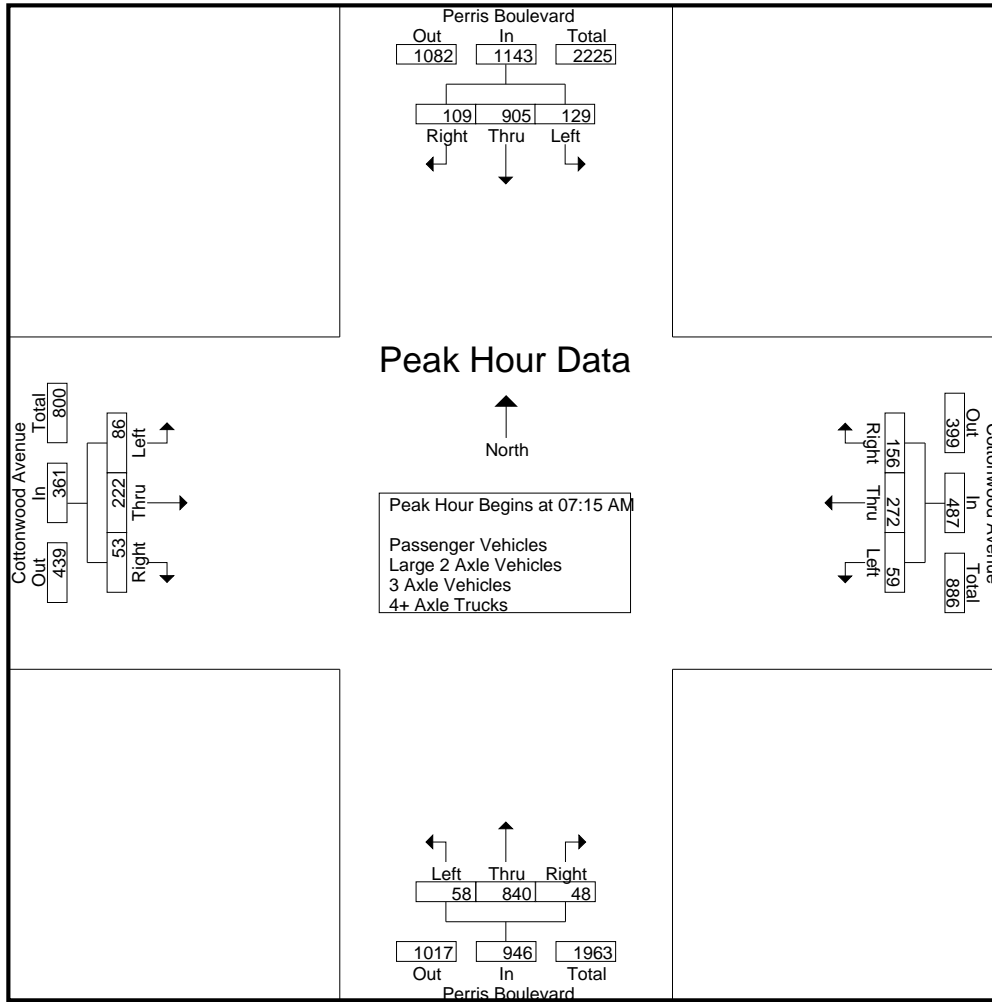 Perris Boulevard
Out In Total
1082 1143 2225
109 905 129
Right Thru Left
Peak Hour Data
North
Peak Hour Begins at 07:15 AM
Passenger Vehicles
Large 2 Axle Vehicles
3 Axle Vehicles
4+ Axle Trucks
Cottonwood Avenue
Out In Total
439 361 800
Left Thru Right
86 222 53
Cottonwood Avenue
Out In Total
399 487 886
156 272 59
Right Thru Left
Left Thru Right
58 840 48
1017 946 1963
Out In Total
Perris Boulevard